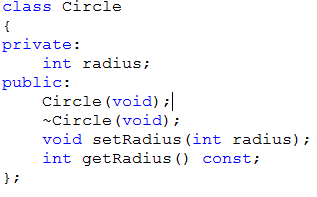 class Circle
{
private:
    int radius;
public:
    Circle(void);
    ~Circle(void);
    void setRadius(int radius);
    int getRadius() const;
};